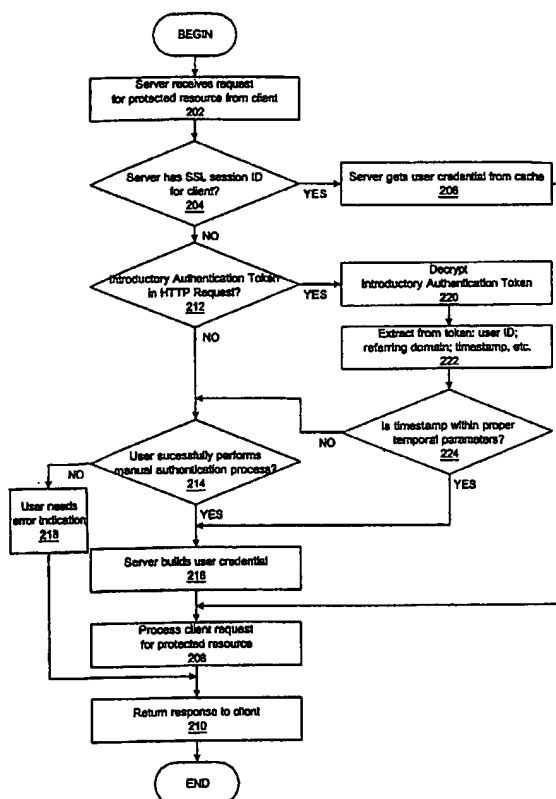 BEGIN
Server receives request
for protected resource from client
202
Server has SSL session ID
for client?
204
YES
Server gets user credential from cache
206
NO
Introductory Authentication Token
in HTTP Request?
212
YES
Decrypt
Introductory Authentication Token
220
NO
Extract from token: user ID;
referring domain; timestamp, etc.
222
Is timestamp within proper
temporal parameters?
224
NO
YES
User sucessfully performs
manual authentication process?
214
NO
YES
User needs
error indication
218
Server builds user credential
216
Process client request
for protected resource
208
Return response to client
210
END